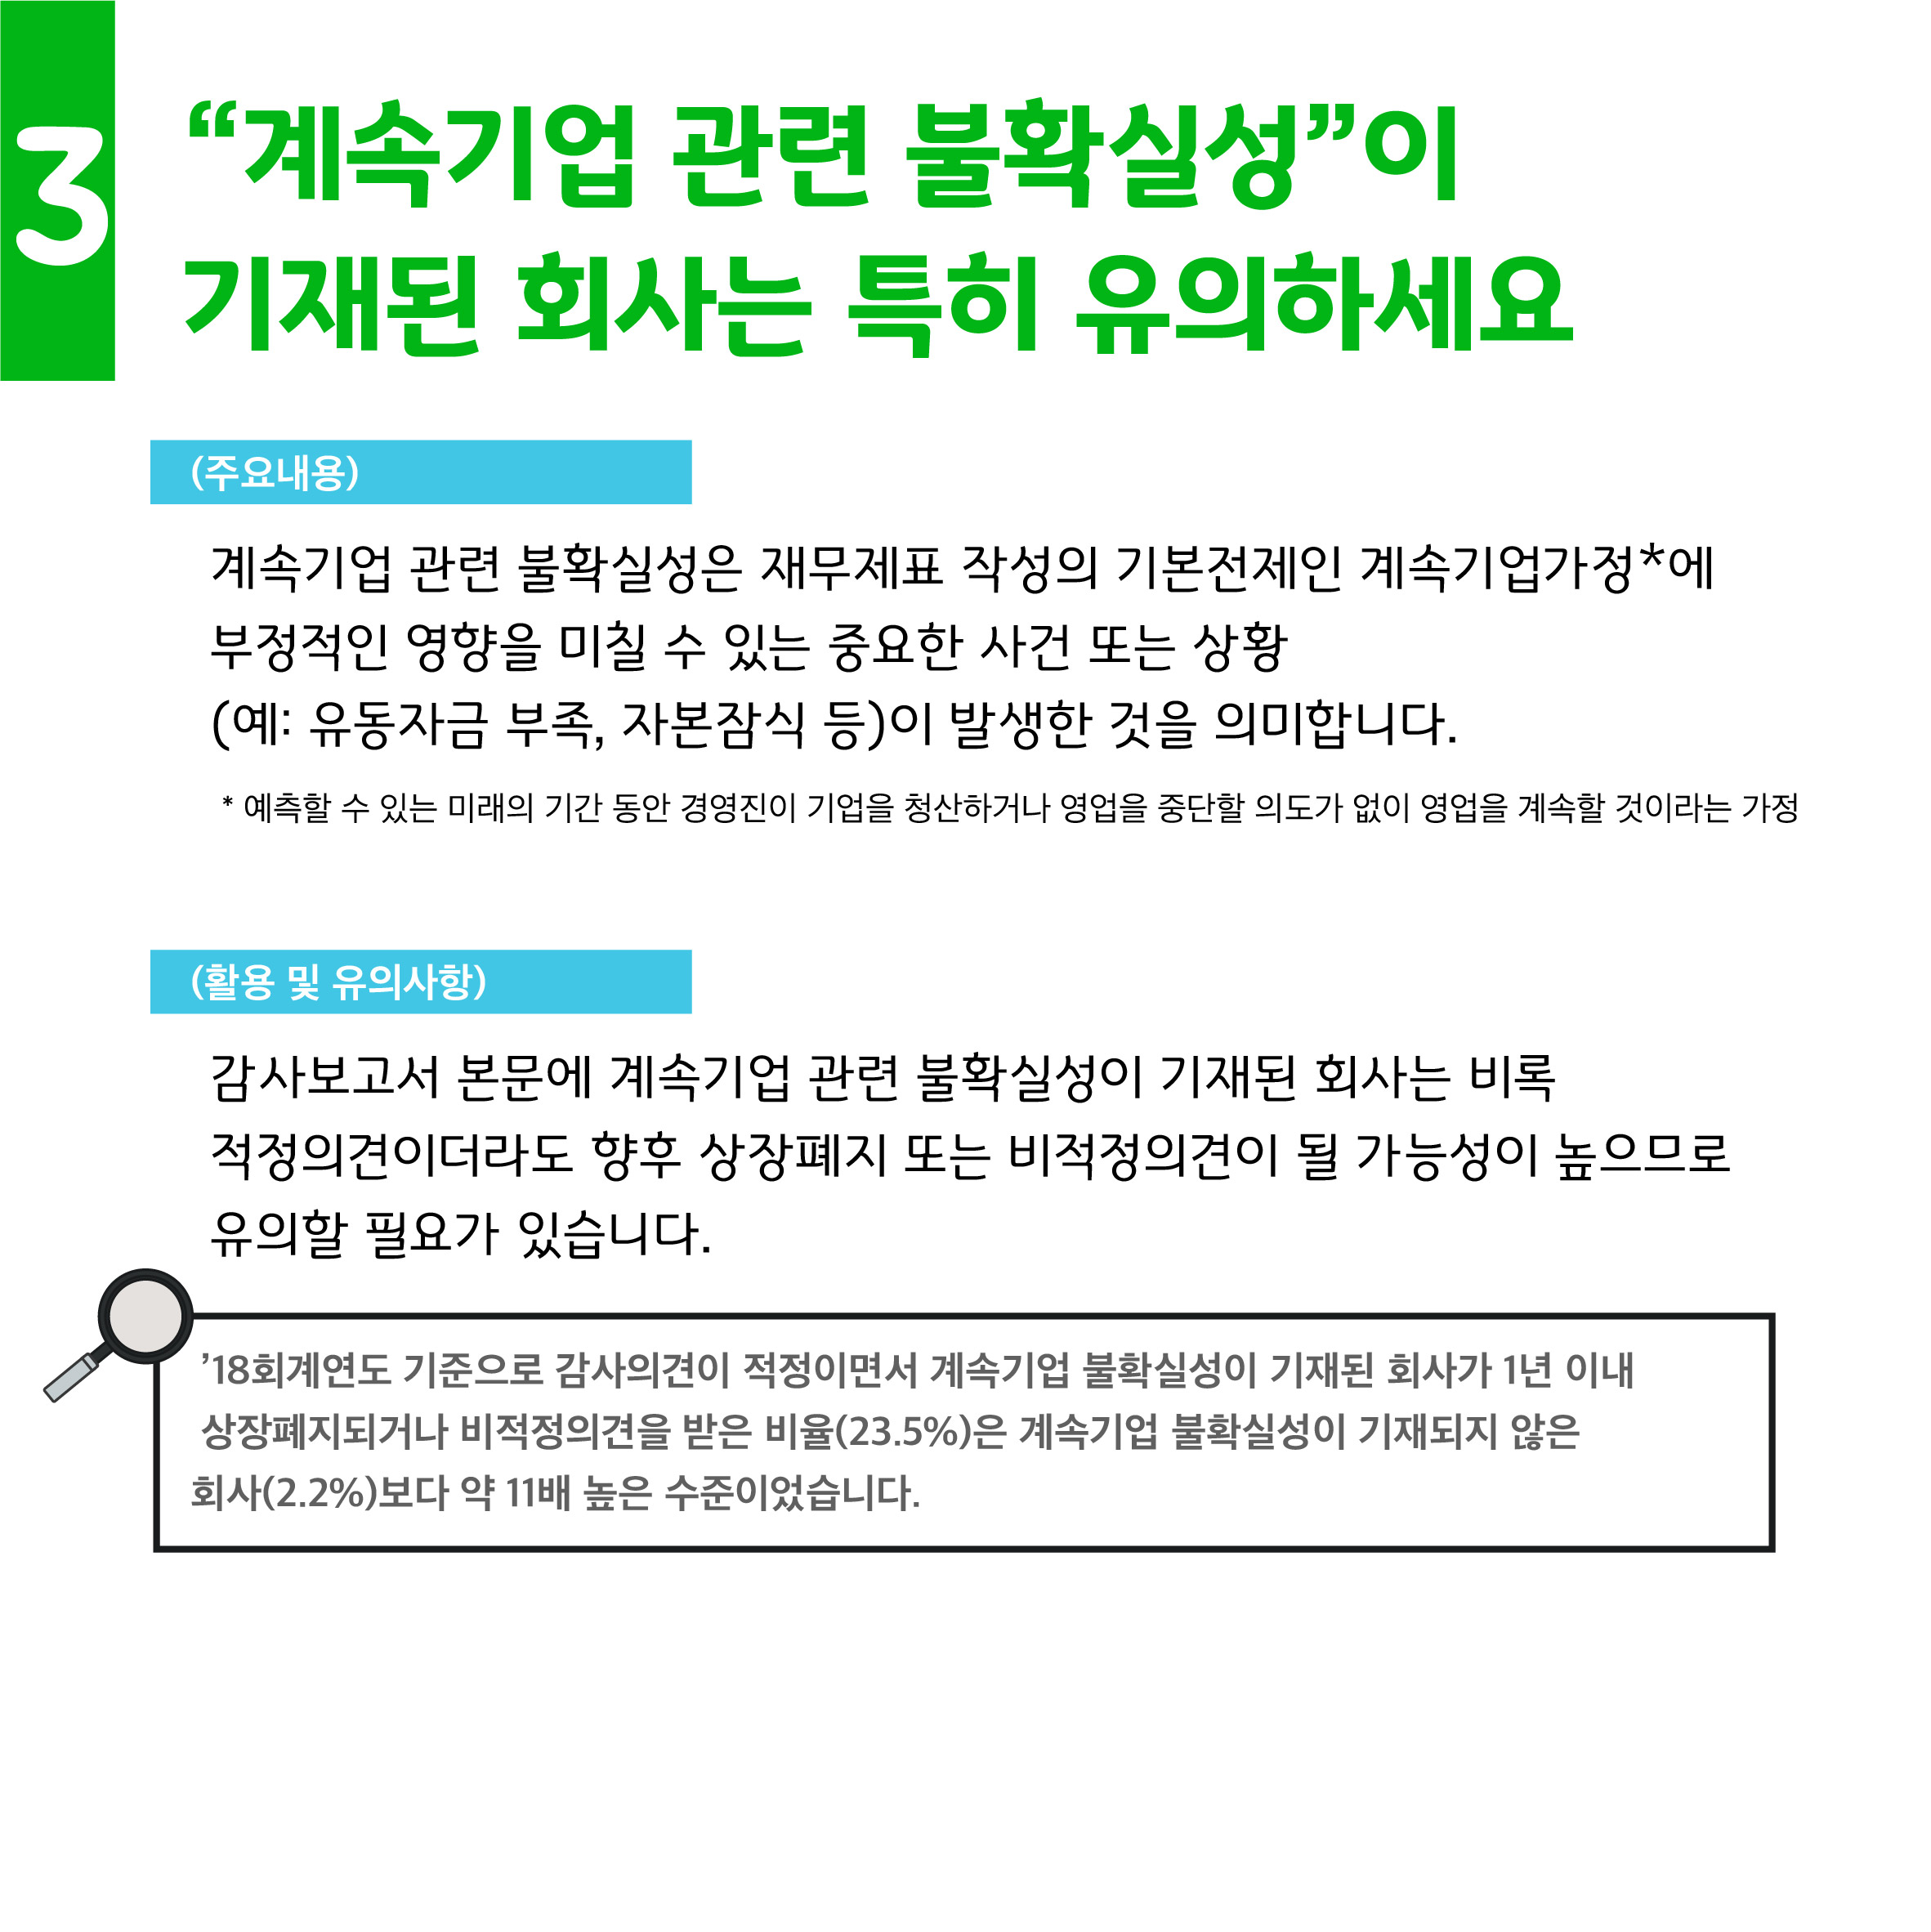 3
“계속기업 관련 불확실성”이
기재된 회사는 특히 유의하세요
(주요내용)
계속기업 관련 불확실성은 재무제표 작성의 기본전제인 계속기업가정*에
부정적인 영향을 미칠 수 있는 중요한 사건 또는 상황
(예: 유동자금 부족, 자본잠식 등)이 발생한 것을 의미합니다.
* 예측할 수 있는 미래의 기간 동안 경영진이 기업을 청산하거나 영업을 중단할 의도가 없이 영업을 계속할 것이라는 가정
(활용 및 유의사항)
감사보고서 본문에 계속기업 관련 불확실성이 기재된 회사는 비록
적정의견이더라도 향후 상장폐지 또는 비적정의견이 될 가능성이 높으므로
유의할 필요가 있습니다.
’18회계연도 기준으로 감사의견이 적정이면서 계속기업 불확실성이 기재된 회사가 1년 이내
상장폐지되거나 비적정의견을 받은 비율(23.5%)은 계속기업 불확실성이 기재되지 않은
회사(2.2%)보다 약 11배 높은 수준이었습니다.